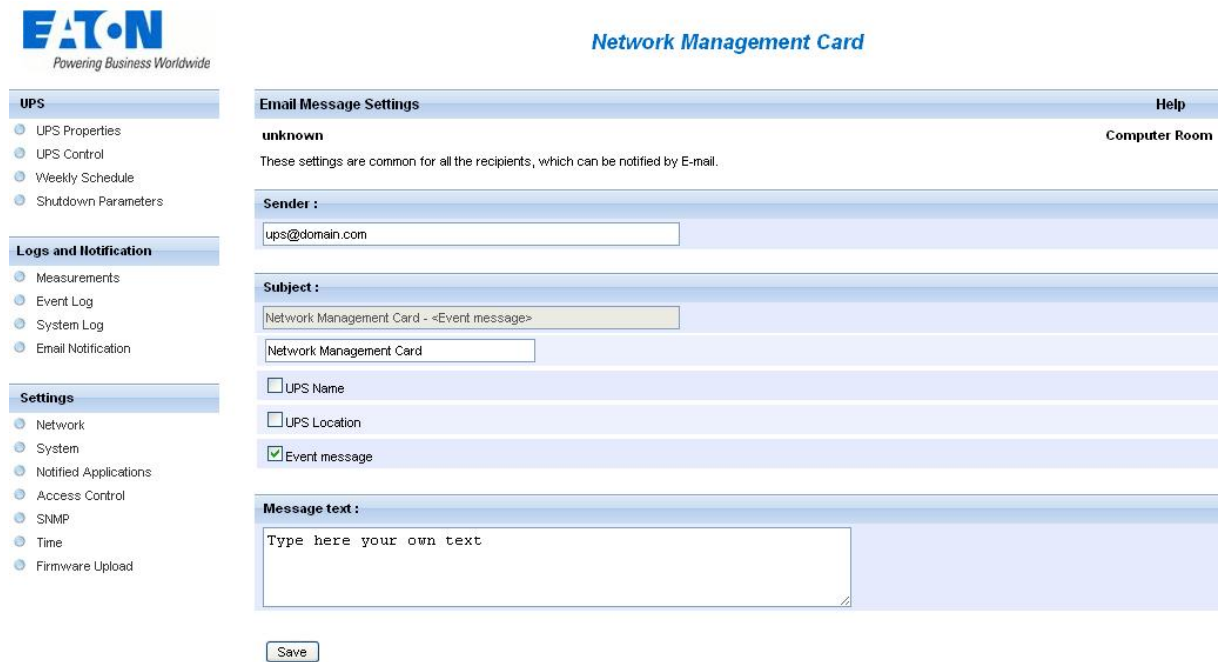 EATON
Powering Business Worldwide
Network Management Card
UPS
UPS Properties
UPS Control
Weekly Schedule
Shutdown Parameters
Logs and Notification
Measurements
Event Log
System Log
Email Notification
Settings
Network
System
Notified Applications
Access Control
SNMP
Time
Firmware Upload
Email Message Settings Help
unknown Computer Room
These settings are common for all the recipients, which can be notified by E-mail.
Sender :
ups@domain.com
Subject :
Network Management Card - <Event message>
Network Management Card
UPS Name
UPS Location
Event message
Message text :
Type here your own text
Save